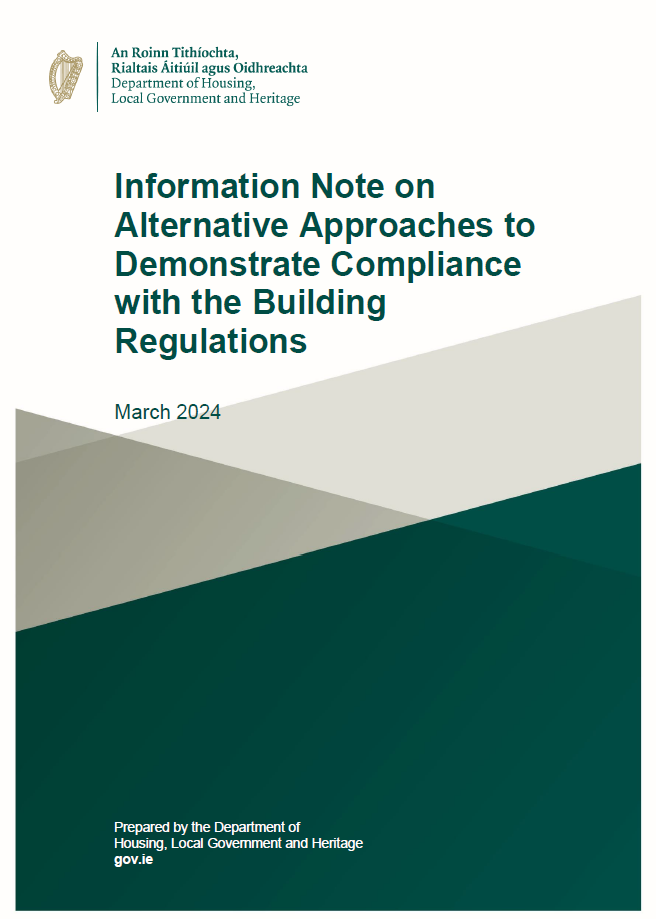 An Roinn Tithíochta,
Rialtais Áitiúil agus Oidhreachta
Department of Housing,
Local Government and Heritage
Information Note on
Alternative Approaches to
Demonstrate Compliance
with the Building
Regulations
March 2024
Prepared by the Department of
Housing, Local Government and Heritage
gov.ie